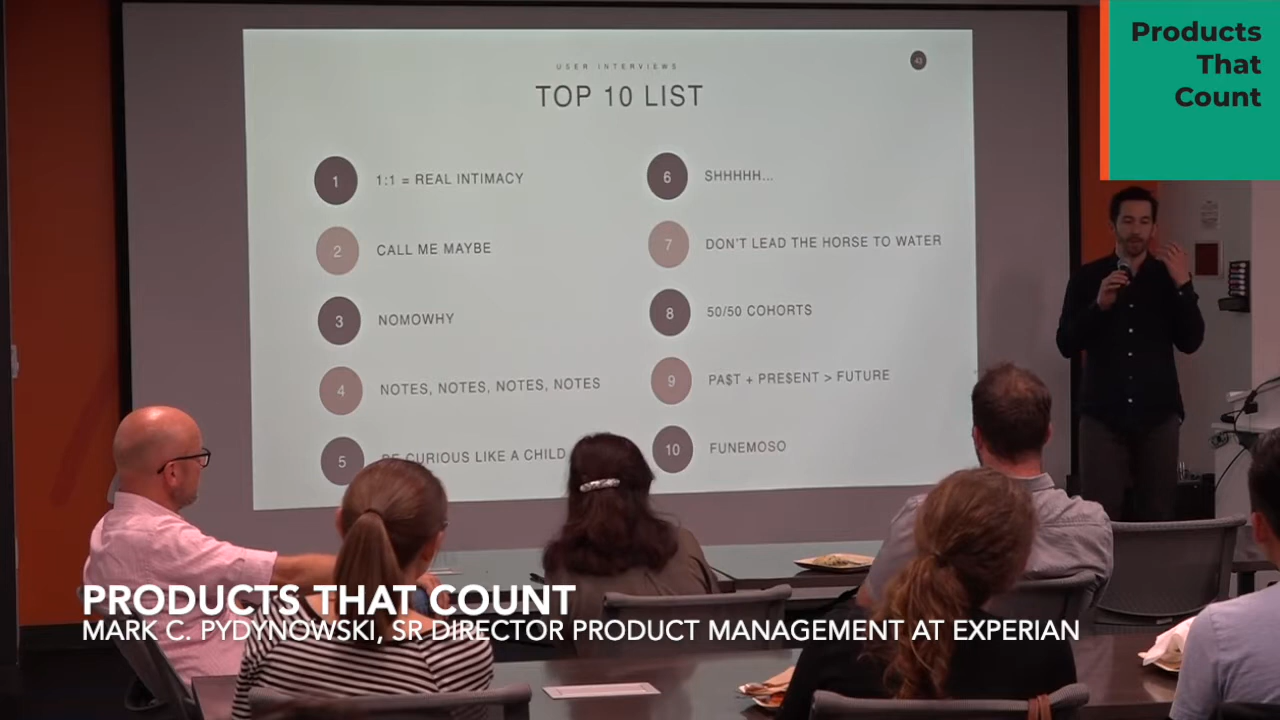 Products
That
Count
USER INTERVIEWS
43
TOP 10 LIST
1 1:1 = REAL INTIMACY
2 CALL ME MAYBE
3 NOMOWHY
4 NOTES, NOTES, NOTES, NOTES
5 BE CURIOUS LIKE A CHILD
6 SHHHHH...
7 DON'T LEAD THE HORSE TO WATER
8 50/50 COHORTS
9 PA$T + PRE$ENT > FUTURE
10 FUNEMOSO
PRODUCTS THAT COUNT
MARK C. PYDYNOWSKI, SR DIRECTOR PRODUCT MANAGEMENT AT EXPERIAN